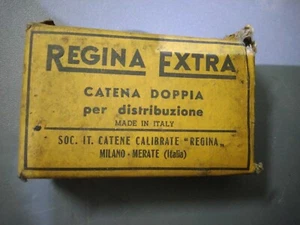 REGINA EXTRA
CATENA DOPPIA
per distribuzione
MADE IN ITALY
SOC. IT. CATENE CALIBRATE "REGINA„
MILANO - MERATE (Italia)